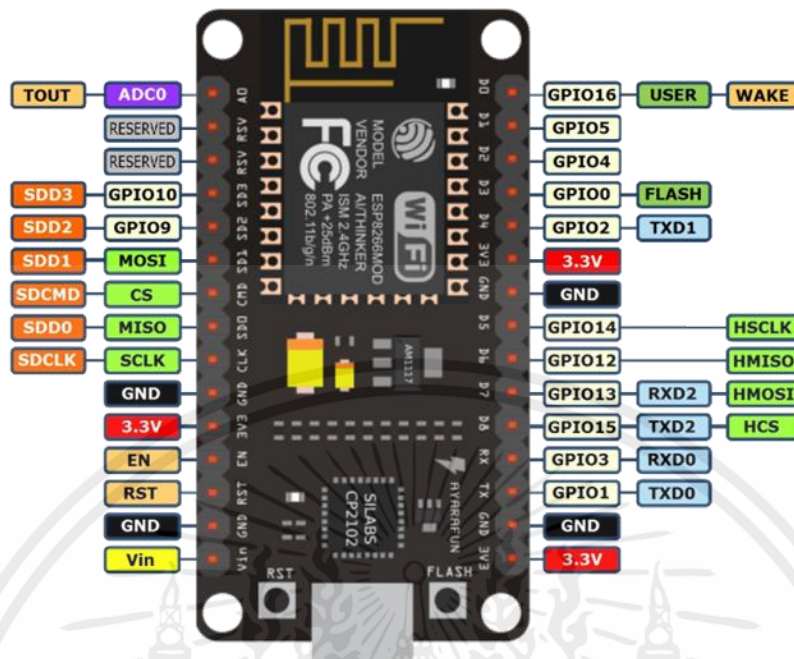 TOUT ADC0 A0 D0 GPIO16 USER WAKE
RESERVED RSV D1 GPIO5
RESERVED RSV D2 GPIO4
SDD3 GPIO10 SD3 D3 GPIO0 FLASH
SDD2 GPIO9 SD2 D4 GPIO2 TXD1
SDD1 MOSI SD1 3V3 3.3V
SDCMD CS CMD GND GND
SDD0 MISO SD0 D5 GPIO14 HSCLK
SDCLK SCLK CLK D6 GPIO12 HMISO
GND GND D7 GPIO13 RXD2 HMOSI
3.3V 3V3 D8 GPIO15 TXD2 HCS
EN EN RX GPIO3 RXD0
RST RST TX GPIO1 TXD0
GND GND GND GND
Vin Vin 3V3 3.3V
MODEL ESP8266MOD
VENDOR AI/THINKER
ISM 2.4GHz
PA +25dBm
802.11b/g/n
FC
Wi Fi
AM1117
SILABS
CP2102
AYARAFUN
RST
FLASH